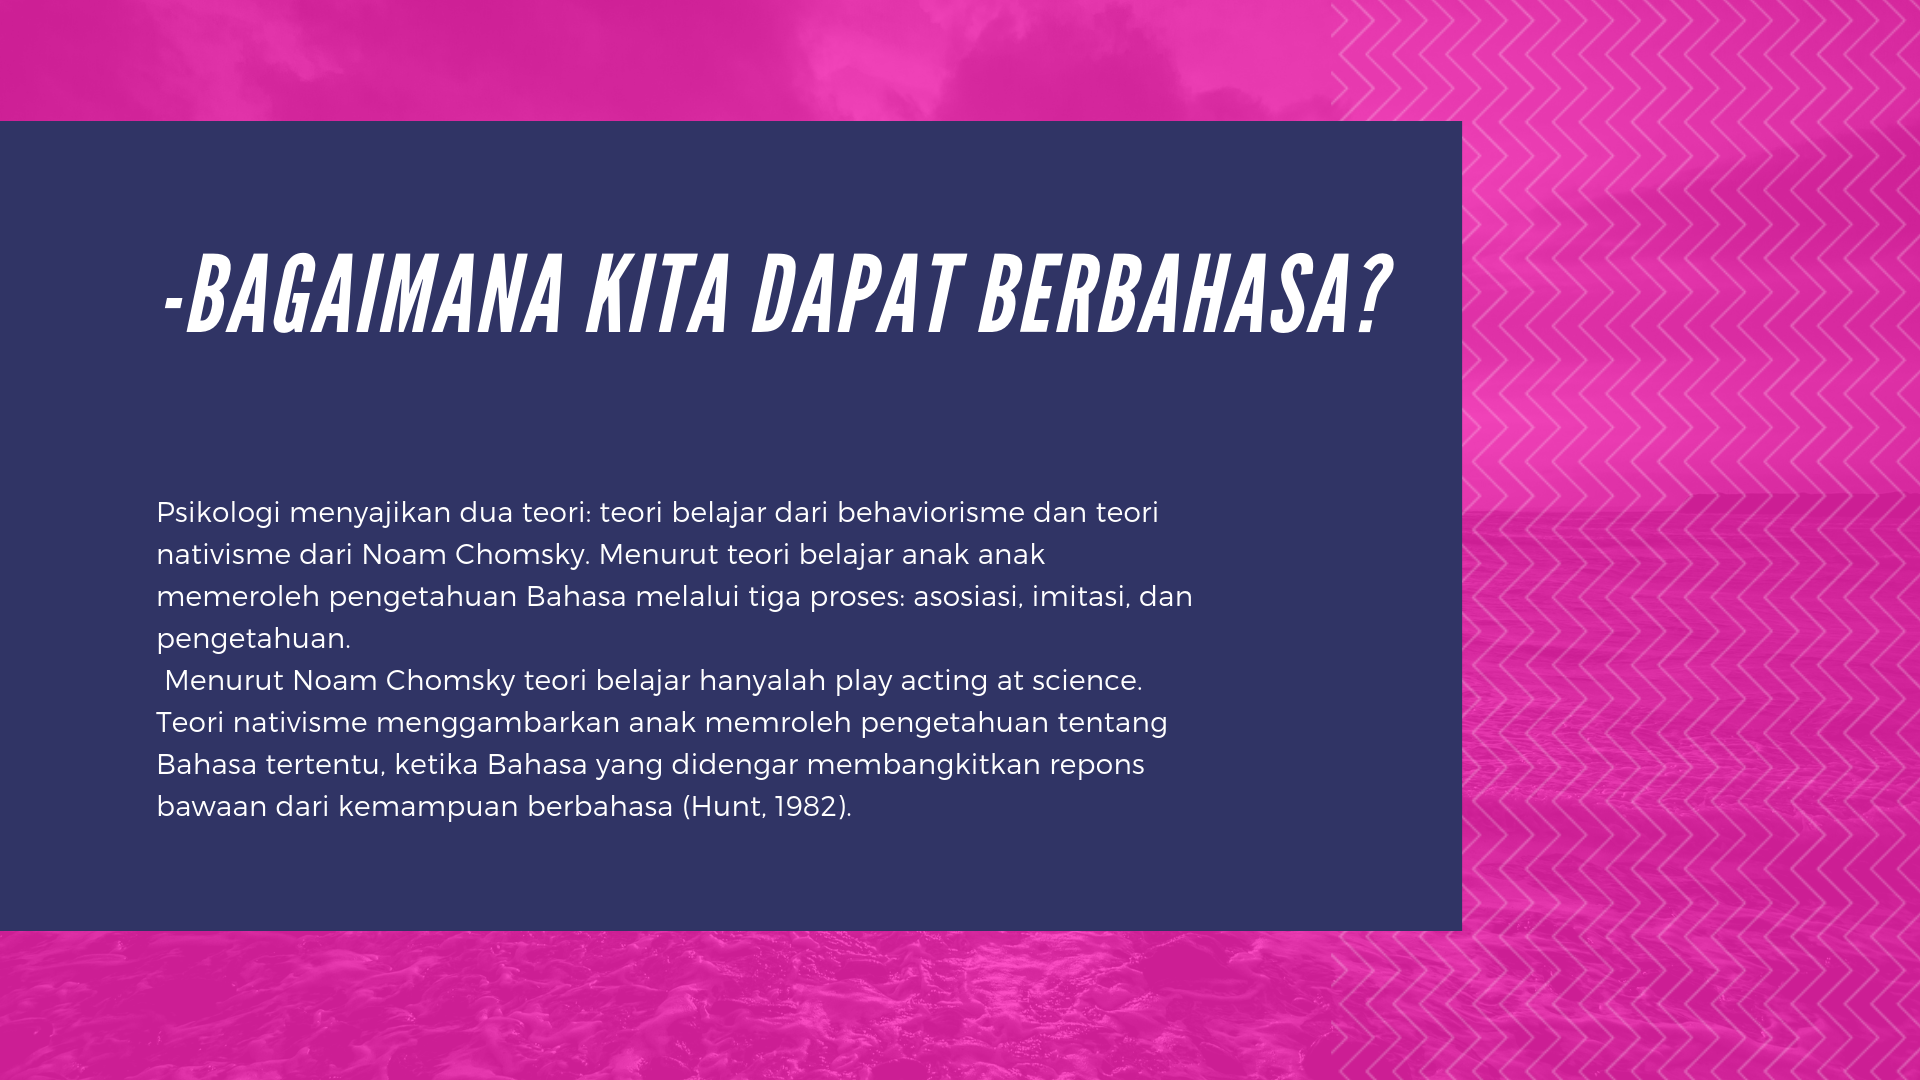 -BAGAIMANA KITA DAPAT BERBAHASA?
Psikologi menyajikan dua teori: teori belajar dari behaviorisme dan teori
nativisme dari Noam Chomsky. Menurut teori belajar anak anak
memeroleh pengetahuan Bahasa melalui tiga proses: asosiasi, imitasi, dan
pengetahuan.
Menurut Noam Chomsky teori belajar hanyalah play acting at science.
Teori nativisme menggambarkan anak memroleh pengetahuan tentang
Bahasa tertentu, ketika Bahasa yang didengar membangkitkan repons
bawaan dari kemampuan berbahasa (Hunt, 1982).